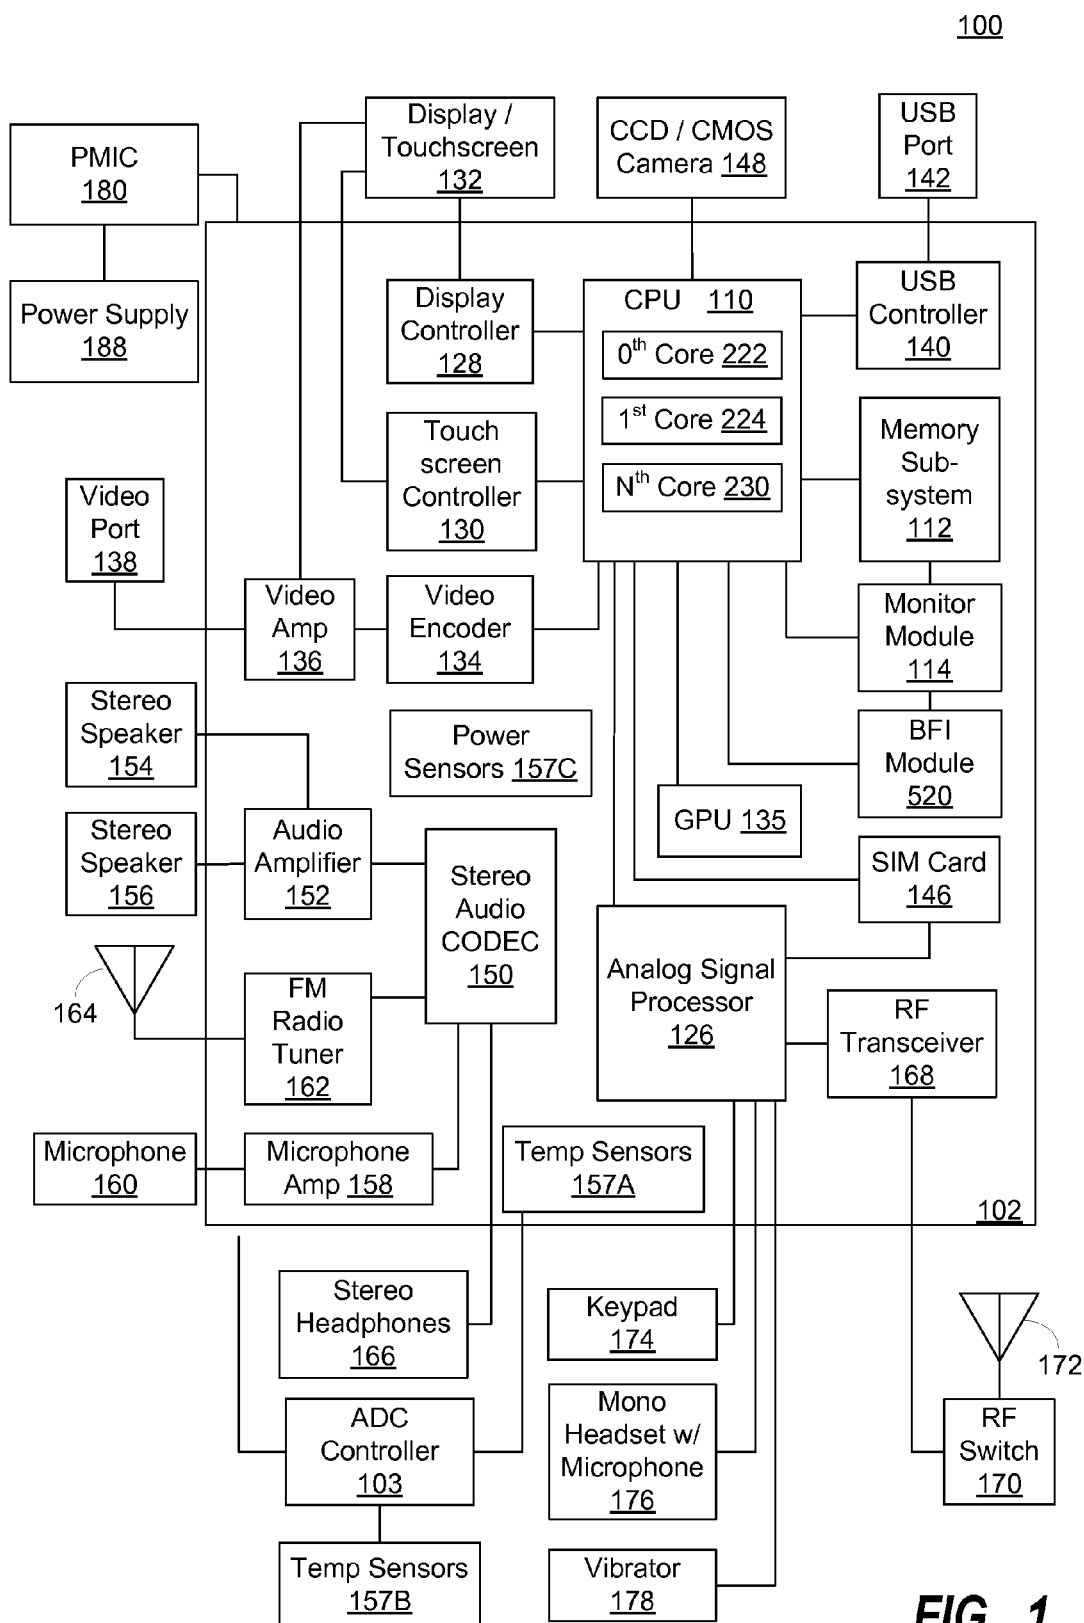 100
PMIC
180
Display /
Touchscreen
132
CCD / CMOS
Camera 148
USB
Port
142
Power Supply
188
Display
Controller
128
CPU 110
0th Core 222
1st Core 224
Nth Core 230
USB
Controller
140
Touch
screen
Controller
130
Memory
Sub-
system
112
Video
Port
138
Video
Amp
136
Video
Encoder
134
Monitor
Module
114
Stereo
Speaker
154
Power
Sensors 157C
BFI
Module
520
GPU 135
Stereo
Speaker
156
Audio
Amplifier
152
Stereo
Audio
CODEC
150
SIM Card
146
164
FM
Radio
Tuner
162
Analog Signal
Processor
126
RF
Transceiver
168
Microphone
160
Microphone
Amp 158
Temp Sensors
157A
102
Stereo
Headphones
166
Keypad
174
172
ADC
Controller
103
Mono
Headset w/
Microphone
176
RF
Switch
170
Temp Sensors
157B
Vibrator
178
FIG. 1